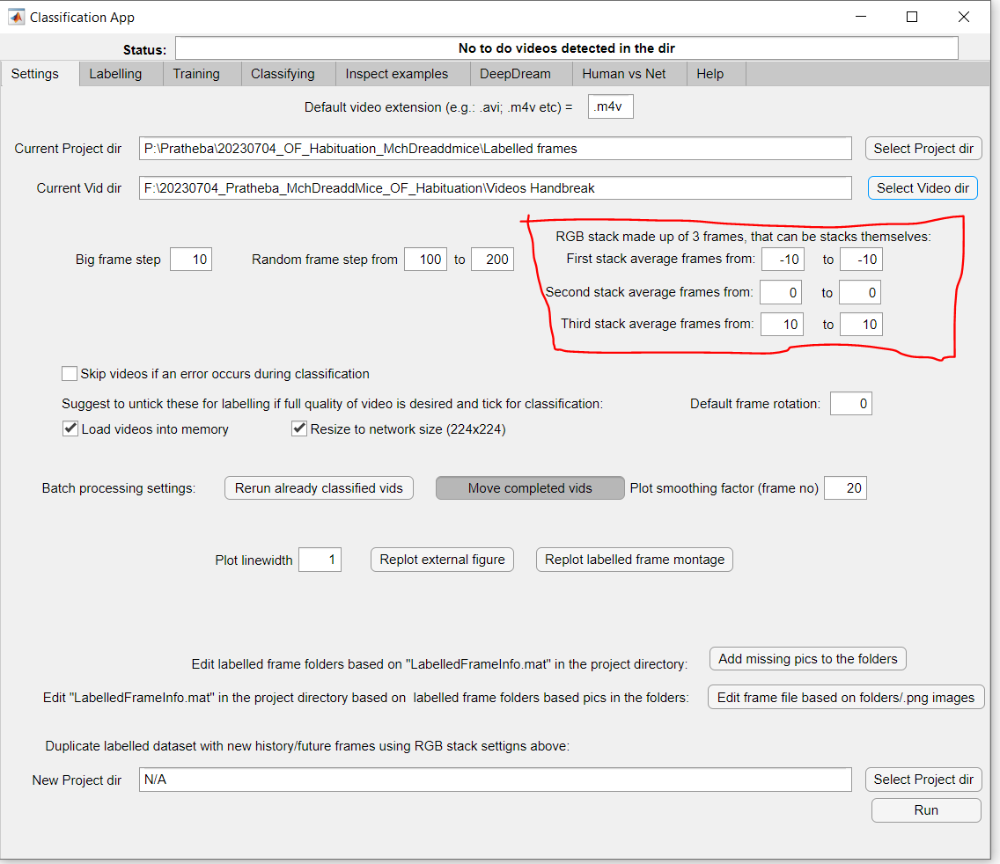 Classification App
Status: No to do videos detected in the dir
Settings Labelling Training Classifying Inspect examples DeepDream Human vs Net Help
Default video extension (e.g.: .avi; .m4v etc) = .m4v
Current Project dir P:\Pratheba\20230704_OF_Habituation_MchDreaddmice\Labelled frames Select Project dir
Current Vid dir F:\20230704_Pratheba_MchDreaddMice_OF_Habituation\Videos Handbreak Select Video dir
RGB stack made up of 3 frames, that can be stacks themselves:
Big frame step 10 Random frame step from 100 to 200 First stack average frames from: -10 to -10
Second stack average frames from: 0 to 0
Third stack average frames from: 10 to 10
Skip videos if an error occurs during classification
Suggest to untick these for labelling if full quality of video is desired and tick for classification: Default frame rotation: 0
Load videos into memory Resize to network size (224x224)
Batch processing settings: Rerun already classified vids Move completed vids Plot smoothing factor (frame no) 20
Plot linewidth 1 Replot external figure Replot labelled frame montage
Edit labelled frame folders based on "LabelledFrameInfo.mat" in the project directory: Add missing pics to the folders
Edit "LabelledFrameInfo.mat" in the project directory based on labelled frame folders based pics in the folders: Edit frame file based on folders/.png images
Duplicate labelled dataset with new history/future frames using RGB stack settigns above:
New Project dir N/A Select Project dir
Run